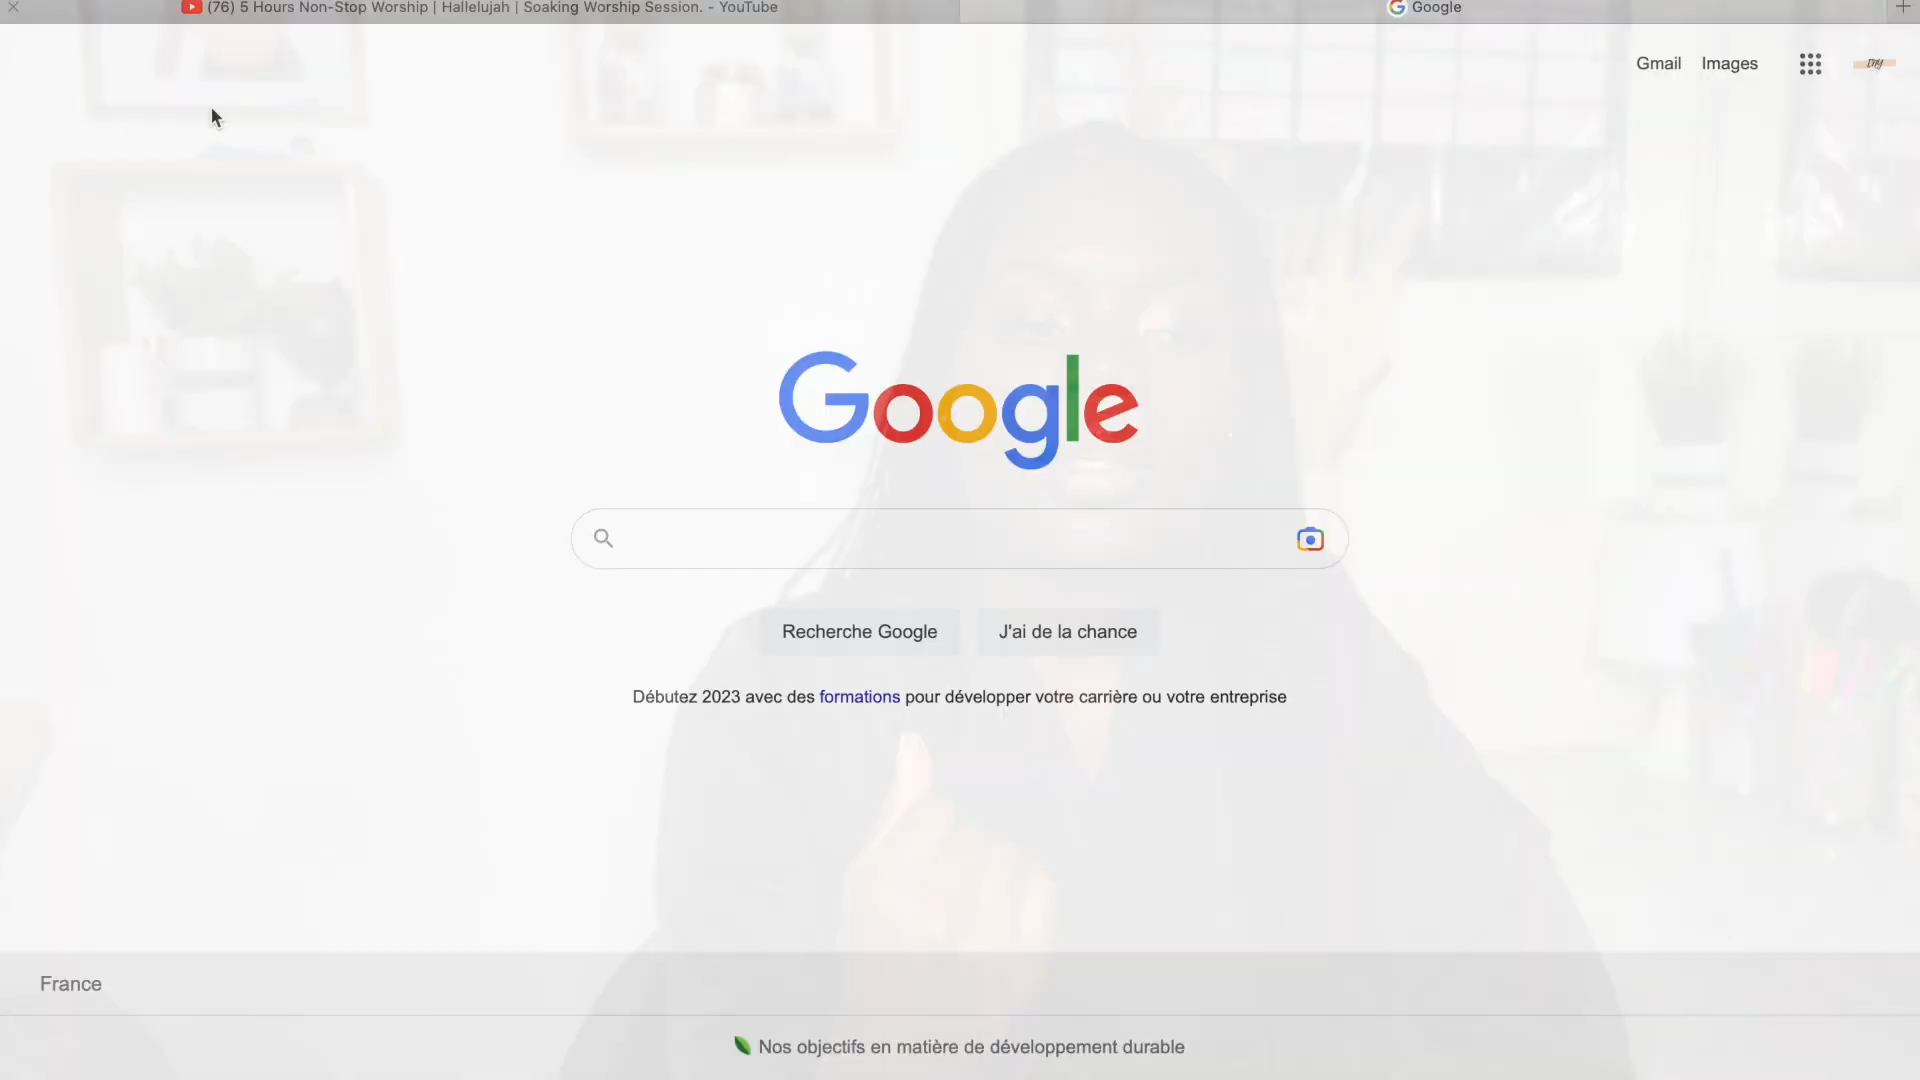 (76) 5 Hours Non-Stop Worship | Hallelujah | Soaking Worship Session. - YouTube
Google
Gmail Images
Google
Recherche Google J'ai de la chance
Débutez 2023 avec des formations pour développer votre carrière ou votre entreprise
France
Nos objectifs en matière de développement durable